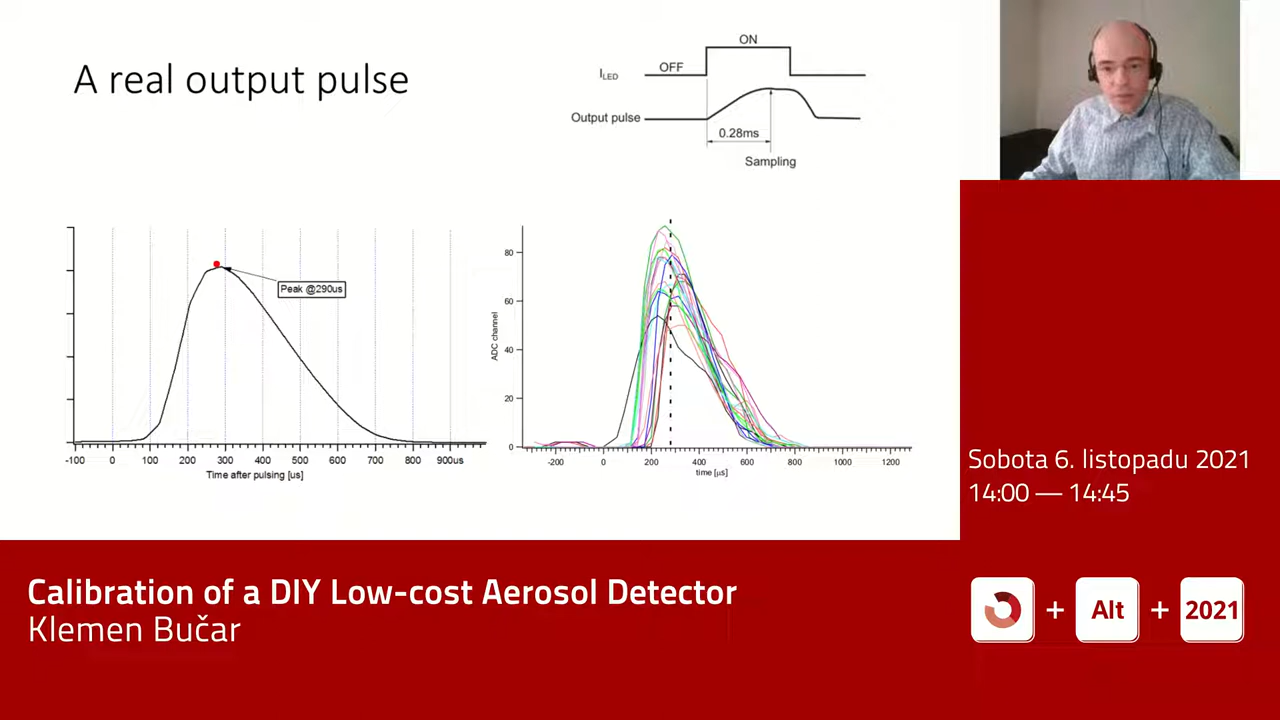 A real output pulse
ON
OFF
ILED
Output pulse
0.28ms
Sampling
Peak @290us
-100 0 100 200 300 400 500 600 700 800 900us
Time after pulsing [us]
ADC channel
80
60
40
20
0
-200 0 200 400 600 800 1000 1200
time [µs]
Sobota 6. listopadu 2021
14:00 — 14:45
Calibration of a DIY Low-cost Aerosol Detector
Klemen Bučar
+ Alt + 2021